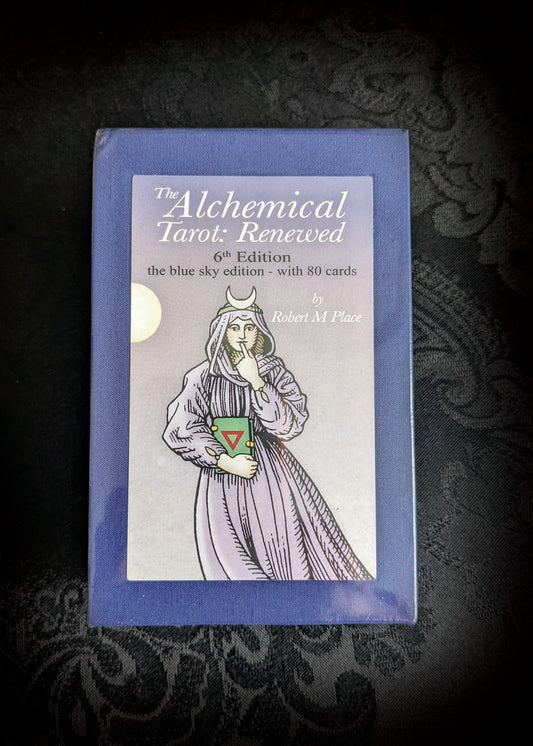 The
Alchemical
Tarot: Renewed
6th Edition
the blue sky edition - with 80 cards
by
Robert M Place